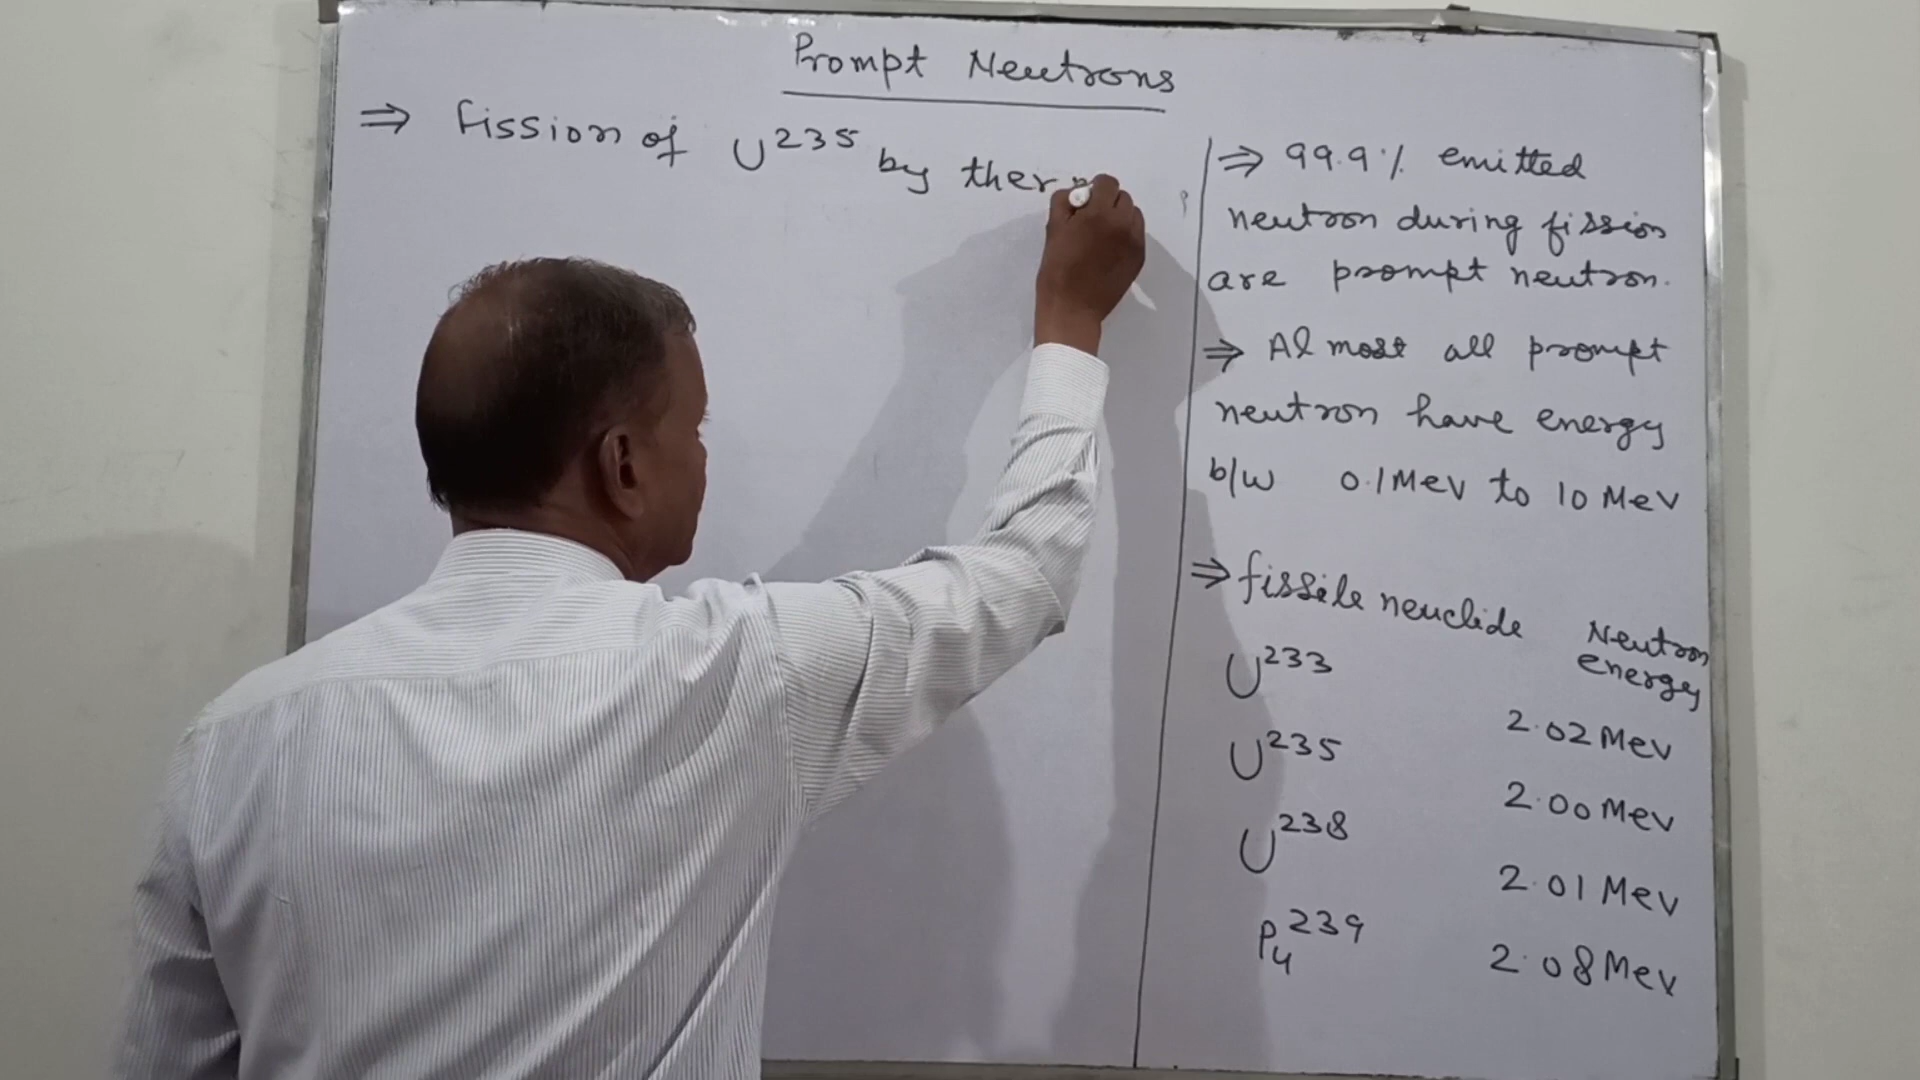 Prompt Neutrons
⇒ fission of U²³⁵ by ther
⇒ 99.9% emitted
neutron during fission
are prompt neutron.
⇒ Almost all prompt
neutron have energy
b/w 0.1 MeV to 10 MeV
⇒ fissile neuclide Neutron
energy
U²³³ 2.02 MeV
U²³⁵ 2.00 MeV
U²³⁸ 2.01 MeV
Pu²³⁹ 2.08 MeV